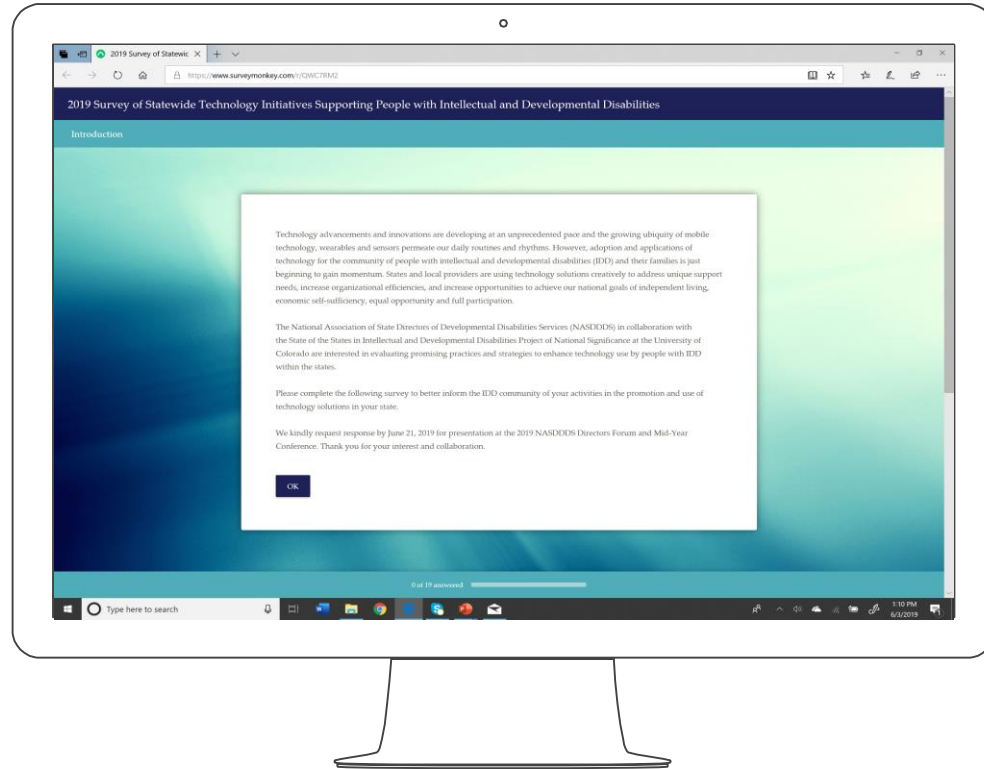 2019 Survey of Statewic
https://www.surveymonkey.com/r/QWC7RM2
2019 Survey of Statewide Technology Initiatives Supporting People with Intellectual and Developmental Disabilities
Introduction
Technology advancements and innovations are developing at an unprecedented pace and the growing ubiquity of mobile
technology, wearables and sensors permeate our daily routines and rhythms. However, adoption and applications of
technology for the community of people with intellectual and developmental disabilities (IDD) and their families is just
beginning to gain momentum. States and local providers are using technology solutions creatively to address unique support
needs, increase organizational efficiencies, and increase opportunities to achieve our national goals of independent living,
economic self-sufficiency, equal opportunity and full participation.
The National Association of State Directors of Developmental Disabilities Services (NASDDDS) in collaboration with
the State of the States in Intellectual and Developmental Disabilities Project of National Significance at the University of
Colorado are interested in evaluating promising practices and strategies to enhance technology use by people with IDD
within the states.
Please complete the following survey to better inform the IDD community of your activities in the promotion and use of
technology solutions in your state.
We kindly request response by June 21, 2019 for presentation at the 2019 NASDDDS Directors Forum and Mid-Year
Conference. Thank you for your interest and collaboration.
OK
0 of 19 answered
Type here to search
1:10 PM
6/3/2019